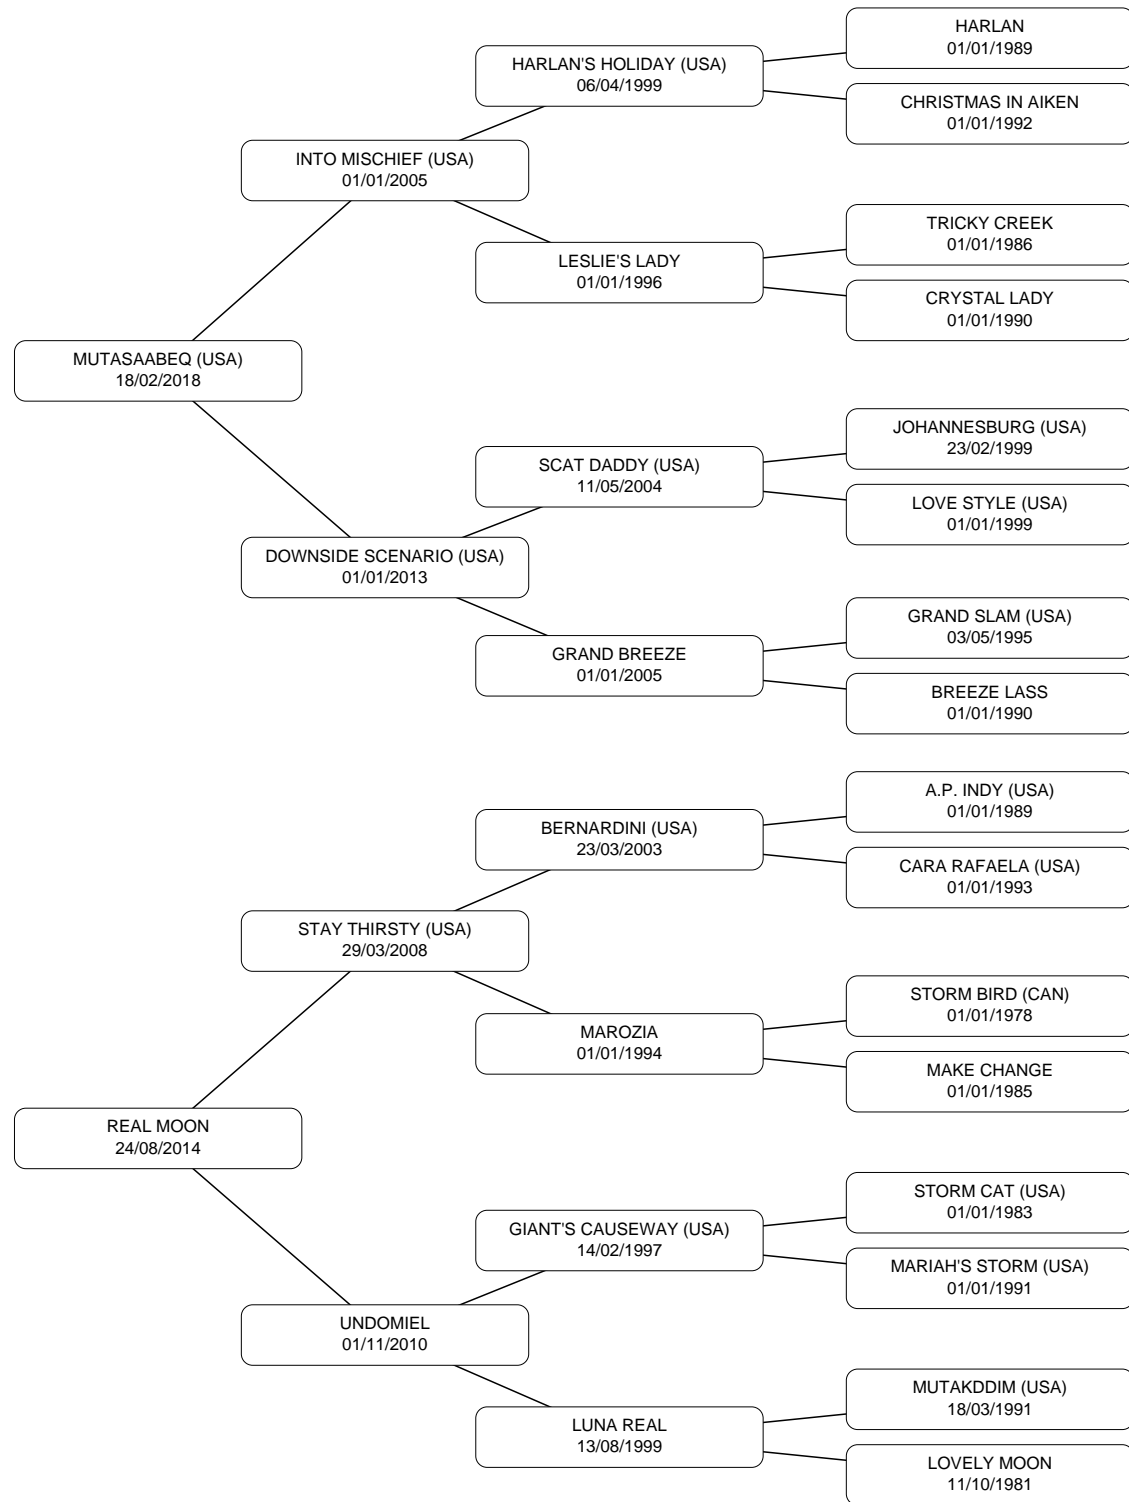 HARLAN
01/01/1989
HARLAN'S HOLIDAY (USA)
06/04/1999
CHRISTMAS IN AIKEN
01/01/1992
INTO MISCHIEF (USA)
01/01/2005
TRICKY CREEK
01/01/1986
LESLIE'S LADY
01/01/1996
CRYSTAL LADY
01/01/1990
MUTASAABEQ (USA)
18/02/2018
JOHANNESBURG (USA)
23/02/1999
SCAT DADDY (USA)
11/05/2004
LOVE STYLE (USA)
01/01/1999
DOWNSIDE SCENARIO (USA)
01/01/2013
GRAND SLAM (USA)
03/05/1995
GRAND BREEZE
01/01/2005
BREEZE LASS
01/01/1990
A.P. INDY (USA)
01/01/1989
BERNARDINI (USA)
23/03/2003
CARA RAFAELA (USA)
01/01/1993
STAY THIRSTY (USA)
29/03/2008
STORM BIRD (CAN)
01/01/1978
MAROZIA
01/01/1994
MAKE CHANGE
01/01/1985
REAL MOON
24/08/2014
STORM CAT (USA)
01/01/1983
GIANT'S CAUSEWAY (USA)
14/02/1997
MARIAH'S STORM (USA)
01/01/1991
UNDOMIEL
01/11/2010
MUTAKDDIM (USA)
18/03/1991
LUNA REAL
13/08/1999
LOVELY MOON
11/10/1981